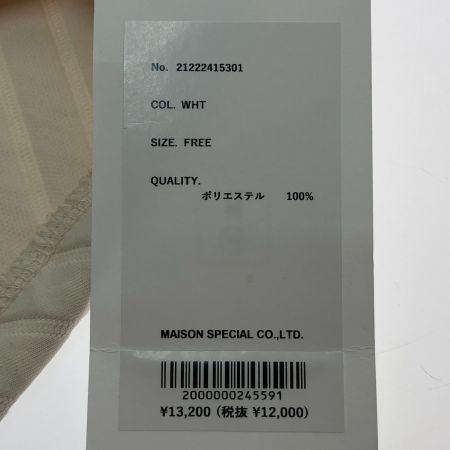 No. 21222415301
COL. WHT
SIZE. FREE
QUALITY.
ポリエステル 100%
MAISON SPECIAL CO.,LTD.
2000000245591
¥13,200 (税抜 ¥12,000)